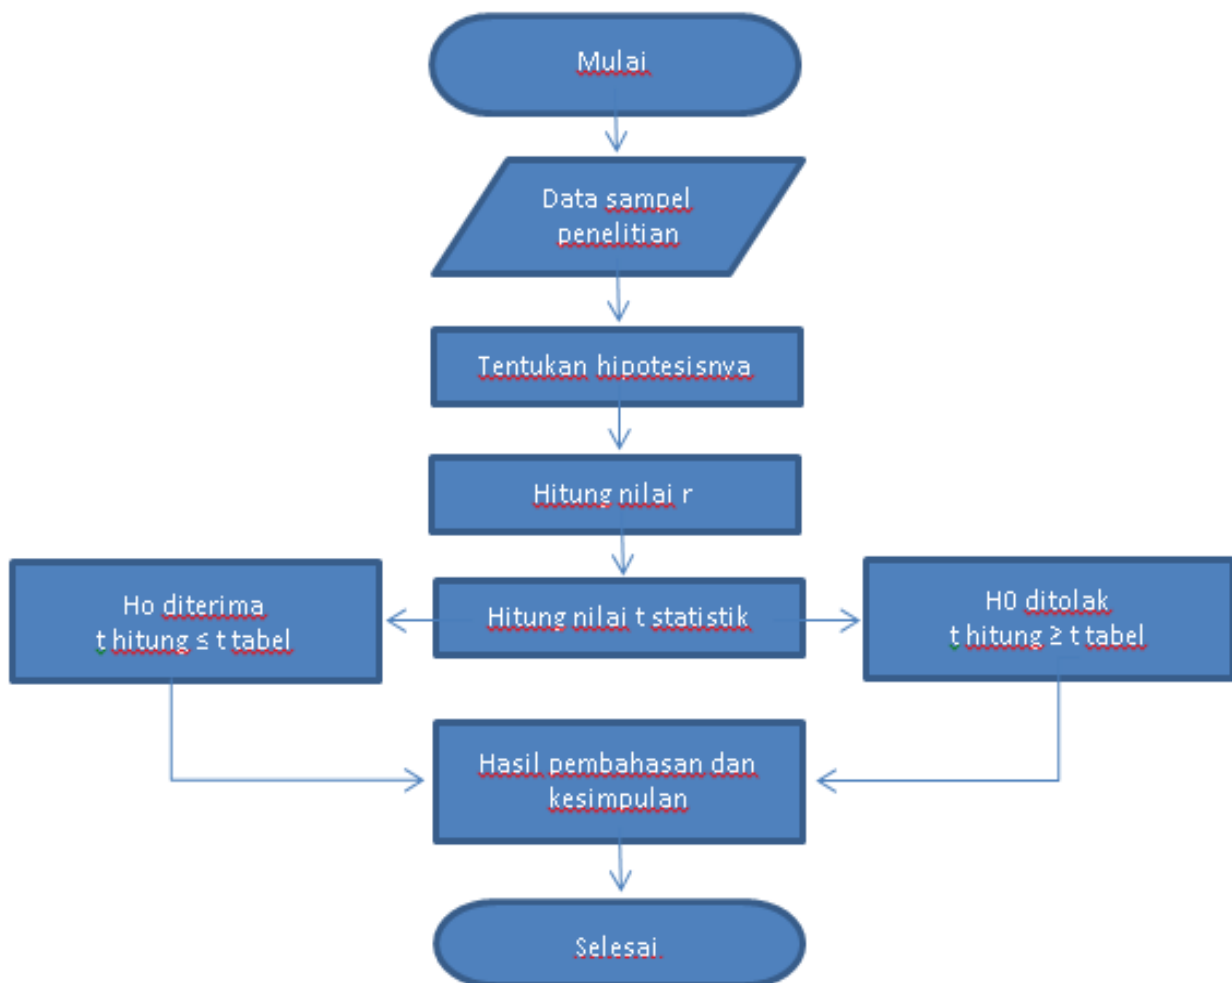 Mulai
Data sampel
penelitian
Tentukan hipotesisnya
Hitung nilai r
Ho diterima
t hitung ≤ t tabel
Hitung nilai t statistik
H0 ditolak
t hitung ≥ t tabel
Hasil pembahasan dan
kesimpulan
Selesai.